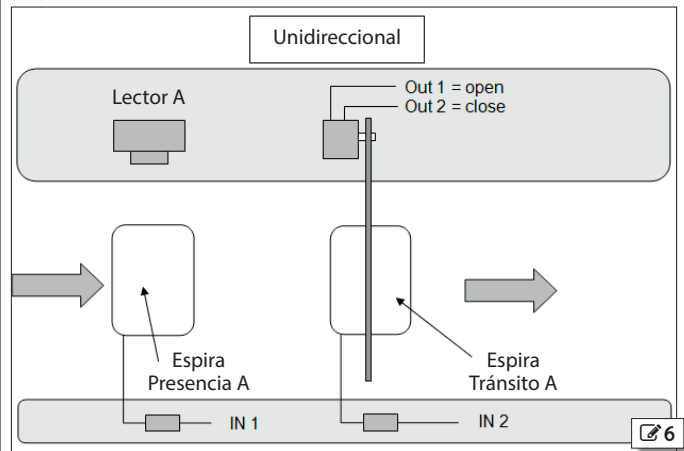 Unidireccional
Lector A
Out 1 = open
Out 2 = close
Espira
Presencia A
Espira
Tránsito A
IN 1
IN 2
6